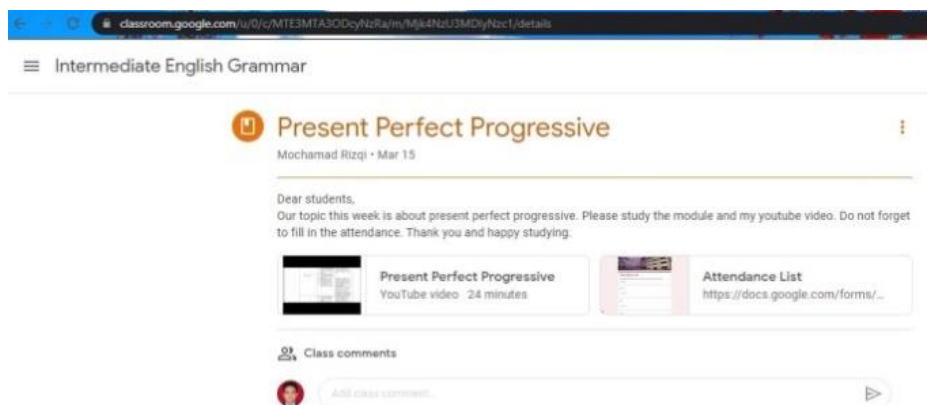 classroom.google.com/u/0/c/MTE3MTA3ODcyNzRa/m/Mjk4NzU3MDIyNzc1/details
Intermediate English Grammar
Present Perfect Progressive
Mochamad Rizqi • Mar 15
Dear students,
Our topic this week is about present perfect progressive. Please study the module and my youtube video. Do not forget
to fill in the attendance. Thank you and happy studying.
Present Perfect Progressive
YouTube video 24 minutes
Attendance List
https://docs.google.com/forms/...
Class comments
Add class comment...